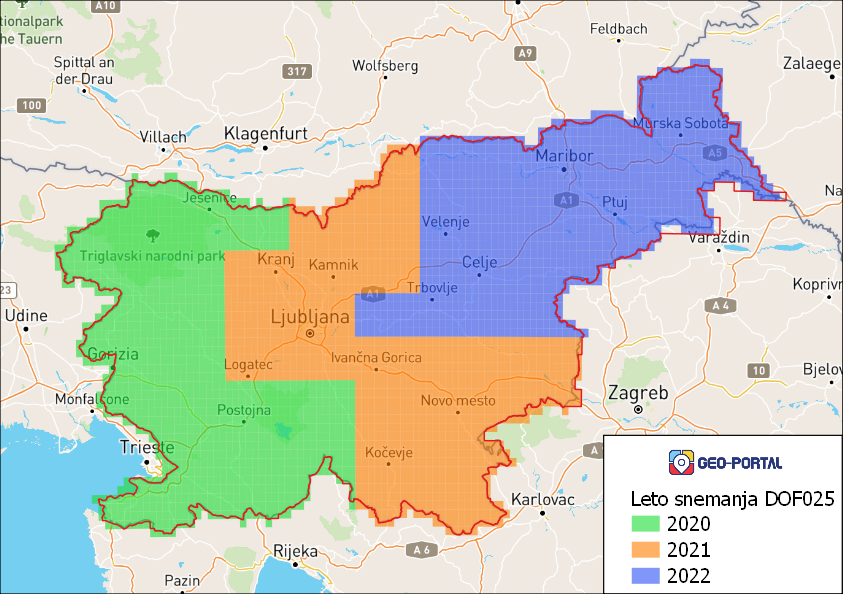 A10
tionalpark
he Tauern
Spittal an
der Drau
100
317
Wolfsberg
A9
Feldbach
Zalaege
Villach
Klagenfurt
Murska Sobota
Maribor
A5
Jesenice
A1
Ptuj
Na
Velenje
Varaždin
Triglavski narodni park
Kranj
Kamnik
Celje
Trbovlje
A1
23
Koprivr
A 4
Udine
Ljubljana
Gorizia
Logatec
Ivančna Gorica
10
Bjelov
Monfalcone
Postojna
Novo mesto
Zagreb
Trieste
Kočevje
A
Karlovac
A 6
Rijeka
Pazin
GEO-PORTAL
Leto snemanja DOF025
2020
2021
2022